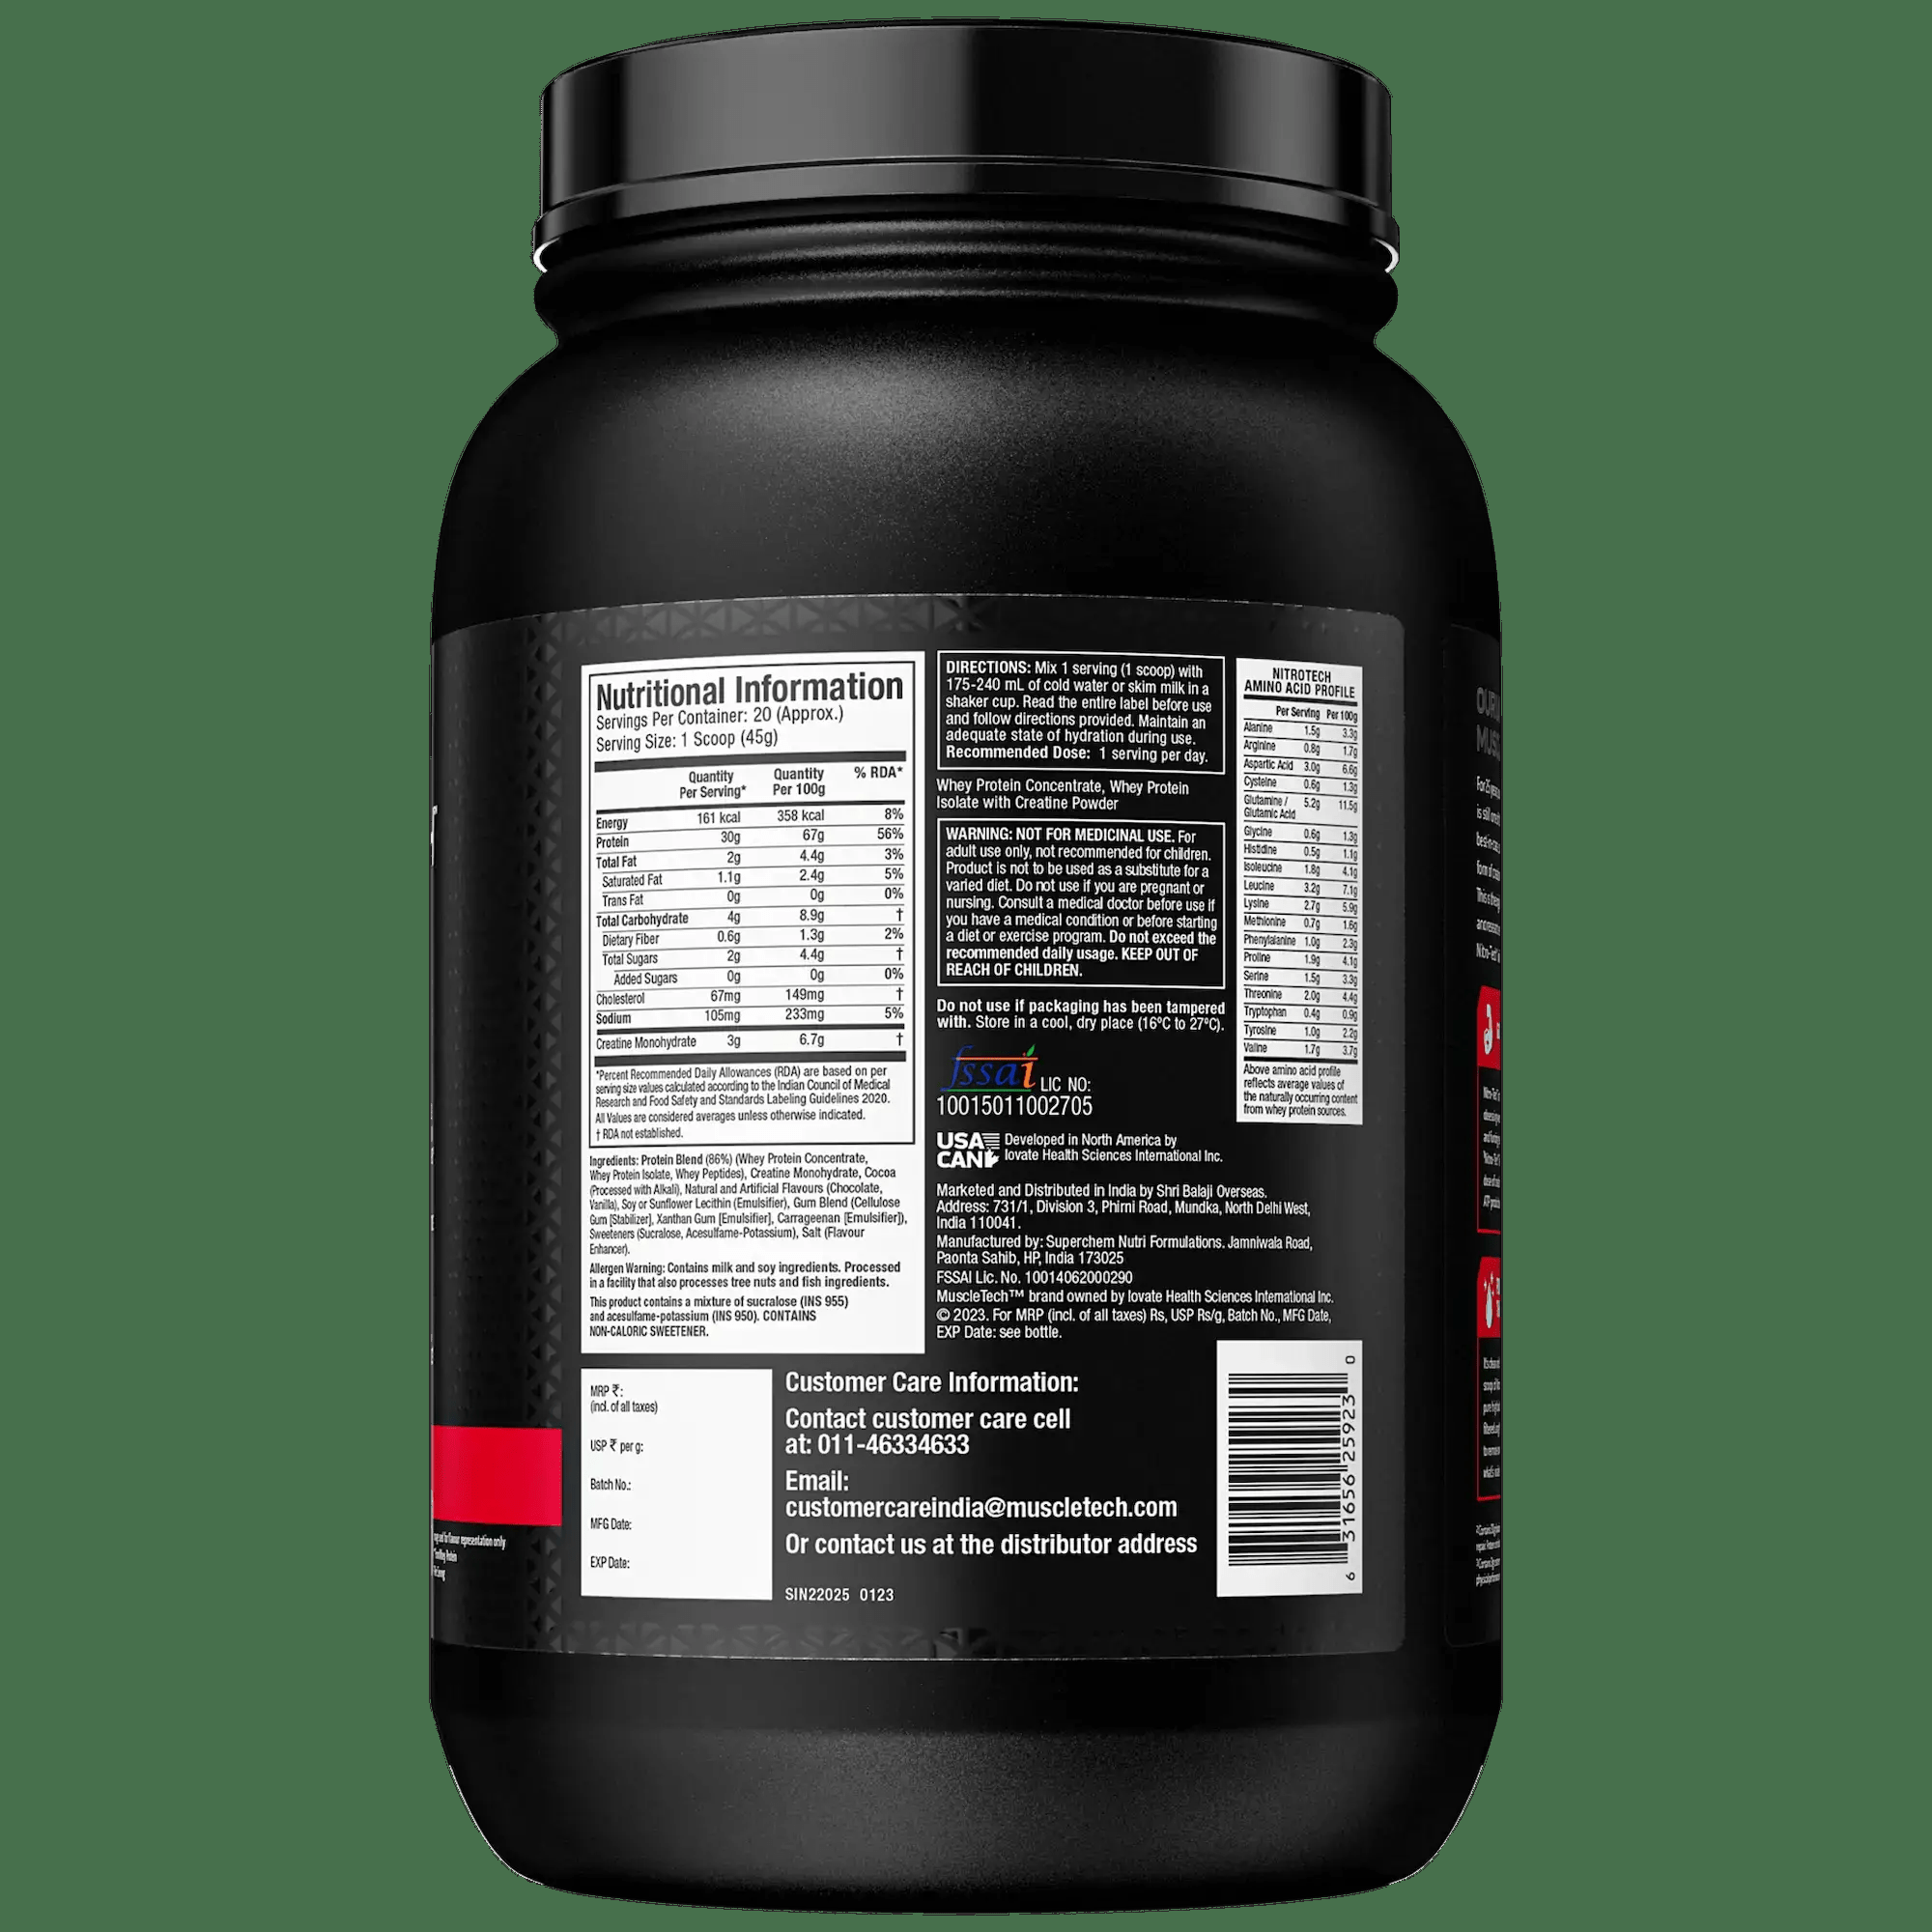 Nutritional Information
Servings Per Container: 20 (Approx.)
Serving Size: 1 Scoop (45g)
Quantity Per Serving* Quantity Per 100g % RDA*
Energy 161 kcal 358 kcal 8%
Protein 30g 67g 56%
Total Fat 2g 4.4g 3%
Saturated Fat 1.1g 2.4g 5%
Trans Fat 0g 0g 0%
Total Carbohydrate 4g 8.9g †
Dietary Fiber 0.6g 1.3g 2%
Total Sugars 2g 4.4g †
Added Sugars 0g 0g 0%
Cholesterol 67mg 149mg †
Sodium 105mg 233mg 5%
Creatine Monohydrate 3g 6.7g †
*Percent Recommended Daily Allowances (RDA) are based on per
serving size values calculated according to the Indian Council of Medical
Research and Food Safety and Standards Labeling Guidelines 2020.
All Values are considered averages unless otherwise indicated.
† RDA not established.
Ingredients: Protein Blend (86%) (Whey Protein Concentrate,
Whey Protein Isolate, Whey Peptides), Creatine Monohydrate, Cocoa
(Processed with Alkali), Natural and Artificial Flavours (Chocolate,
Vanilla), Soy or Sunflower Lecithin (Emulsifier), Gum Blend (Cellulose
Gum [Stabilizer], Xanthan Gum [Emulsifier], Carrageenan [Emulsifier]),
Sweeteners (Sucralose, Acesulfame-Potassium), Salt (Flavour
Enhancer).
Allergen Warning: Contains milk and soy ingredients. Processed
in a facility that also processes tree nuts and fish ingredients.
This product contains a mixture of sucralose (INS 955)
and acesulfame-potassium (INS 950). CONTAINS
NON-CALORIC SWEETENER.
DIRECTIONS: Mix 1 serving (1 scoop) with
175-240 mL of cold water or skim milk in a
shaker cup. Read the entire label before use
and follow directions provided. Maintain an
adequate state of hydration during use.
Recommended Dose: 1 serving per day.
Whey Protein Concentrate, Whey Protein
Isolate with Creatine Powder
WARNING: NOT FOR MEDICINAL USE. For
adult use only, not recommended for children.
Product is not to be used as a substitute for a
varied diet. Do not use if you are pregnant or
nursing. Consult a medical doctor before use if
you have a medical condition or before starting
a diet or exercise program. Do not exceed the
recommended daily usage. KEEP OUT OF
REACH OF CHILDREN.
Do not use if packaging has been tampered
with. Store in a cool, dry place (16ºC to 27ºC).
fssai LIC NO:
10015011002705
USA
CAN
Developed in North America by
Iovate Health Sciences International Inc.
Marketed and Distributed in India by Shri Balaji Overseas.
Address: 731/1, Division 3, Phirni Road, Mundka, North Delhi West,
India 110041.
Manufactured by: Superchem Nutri Formulations. Jamniwala Road,
Paonta Sahib, HP, India 173025
FSSAI Lic. No. 10014062000290
MuscleTech™ brand owned by Iovate Health Sciences International Inc.
© 2023. For MRP (incl. of all taxes) Rs, USP Rs/g, Batch No., MFG Date,
EXP Date: see bottle.
NITROTECH
AMINO ACID PROFILE
Per Serving Per 100g
Alanine 1.5g 3.3g
Arginine 0.8g 1.7g
Aspartic Acid 3.0g 6.6g
Cysteine 0.6g 1.3g
Glutamine / Glutamic Acid 5.2g 11.5g
Glycine 0.6g 1.3g
Histidine 0.5g 1.1g
Isoleucine 1.8g 4.1g
Leucine 3.2g 7.1g
Lysine 2.7g 5.9g
Methionine 0.7g 1.6g
Phenylalanine 1.0g 2.3g
Proline 1.9g 4.1g
Serine 1.5g 3.3g
Threonine 2.0g 4.4g
Tryptophan 0.4g 0.9g
Tyrosine 1.0g 2.2g
Valine 1.7g 3.7g
Above amino acid profile
reflects average values of
the naturally occurring content
from whey protein sources.
MRP ₹:
(incl. of all taxes)
USP ₹ per g:
Batch No.:
MFG Date:
EXP Date:
Customer Care Information:
Contact customer care cell
at: 011-46334633
Email:
customercareindia@muscletech.com
Or contact us at the distributor address
SIN22025 0123
6 31656 25923 0
for flavour representation only